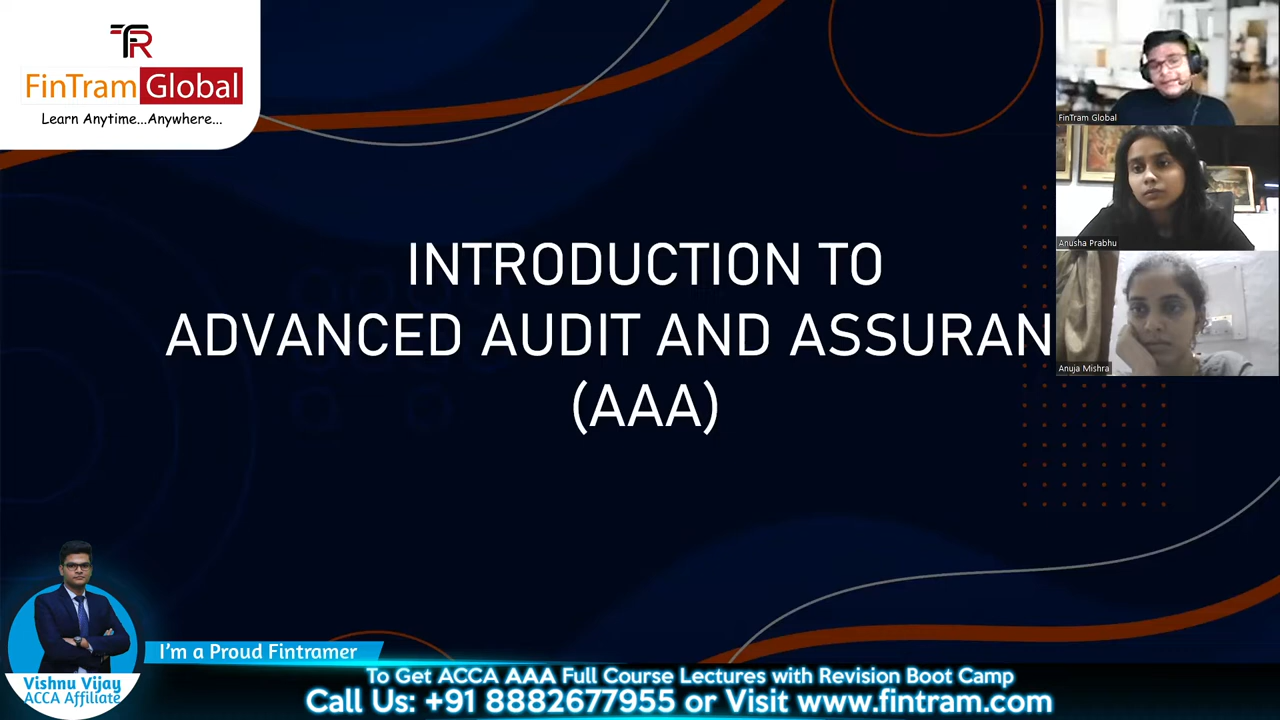 FR
FinTram Global
Learn Anytime...Anywhere...
FinTram Global
Anusha Prabhu
Anuja Mishra
INTRODUCTION TO
ADVANCED AUDIT AND ASSURAN
(AAA)
I'm a Proud Fintramer
Vishnu Vijay
ACCA Affiliate
To Get ACCA AAA Full Course Lectures with Revision Boot Camp
Call Us: +91 8882677955 or Visit www.fintram.com